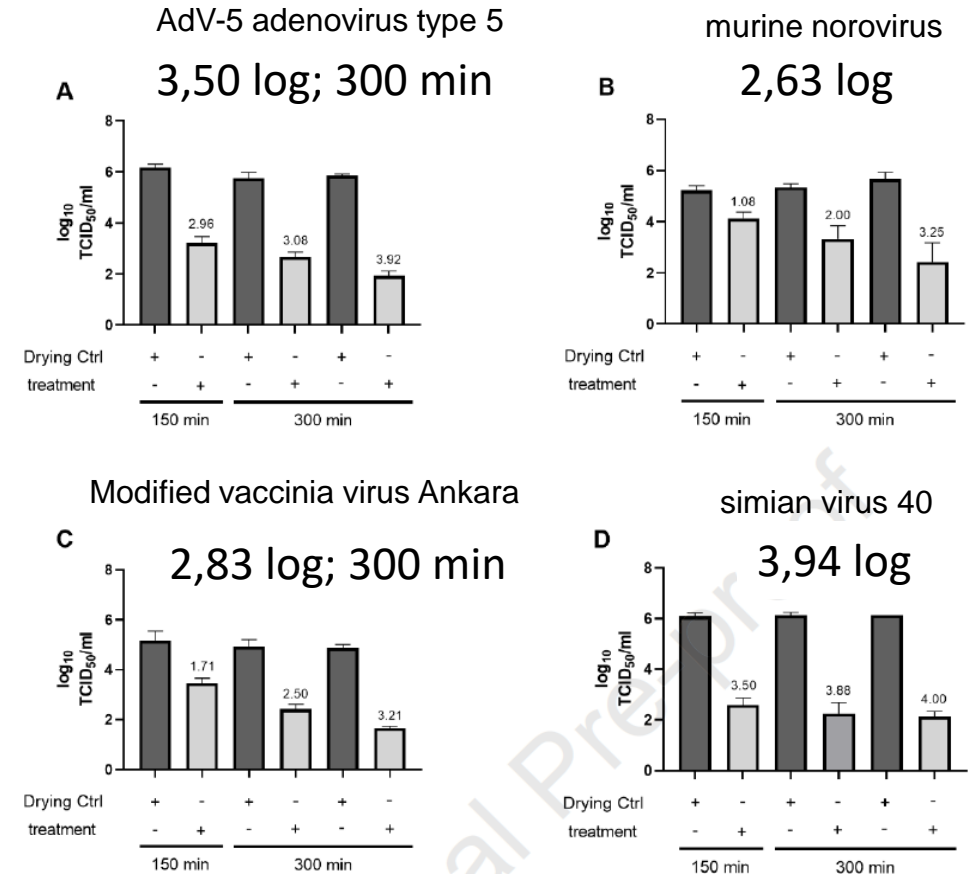 AdV-5 adenovirus type 5
murine norovirus
A
3,50 log; 300 min
B
2,63 log
8
6
4
2
0
log10
TCID50/ml
2.96
3.08
3.92
Drying Ctrl + - + - + -
treatment - + - + - +
150 min 300 min
8
6
4
2
0
log10
TCID50/ml
1.08
2.00
3.25
Drying Ctrl + - + - + -
treatment - + - + - +
150 min 300 min
Modified vaccinia virus Ankara
simian virus 40
C
2,83 log; 300 min
D
3,94 log
8
6
4
2
0
log10
TCID50/ml
1.71
2.50
3.21
Drying Ctrl + - + - + -
treatment - + - + - +
150 min 300 min
8
6
4
2
0
log10
TCID50/ml
3.50
3.88
4.00
Drying Ctrl + - + - + -
treatment - + - + - +
150 min 300 min